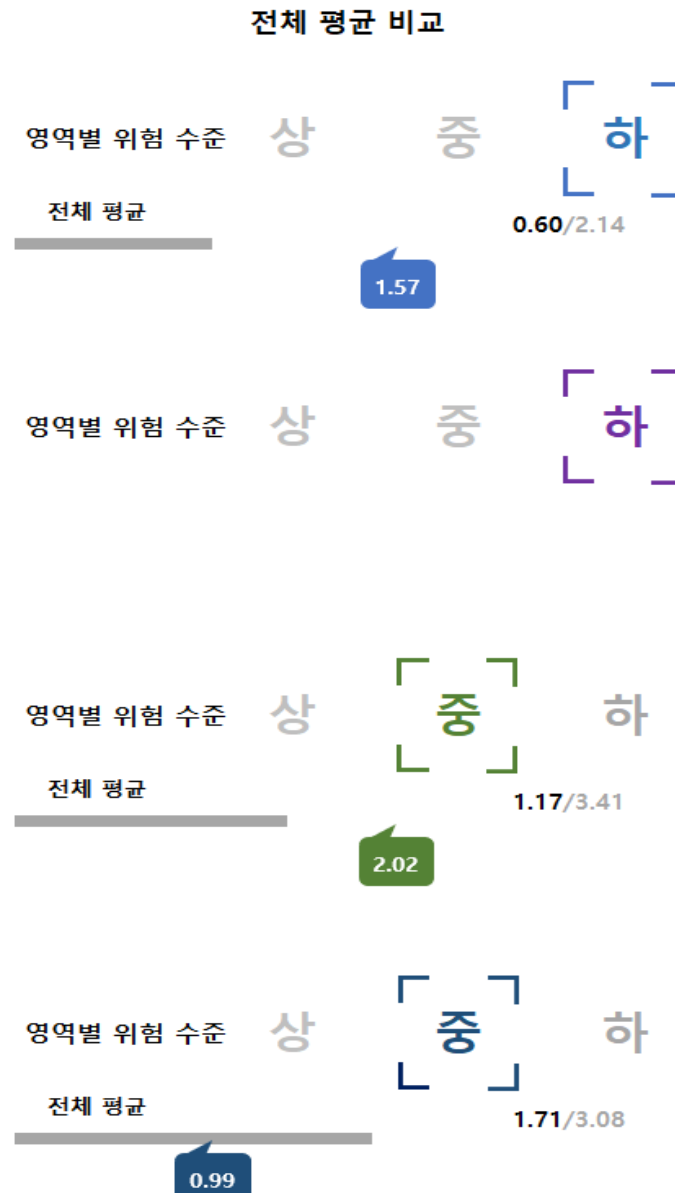 전체 평균 비교
영역별 위험 수준 상 중 하
전체 평균
0.60/2.14
1.57
영역별 위험 수준 상 중 하
영역별 위험 수준 상 중 하
전체 평균
1.17/3.41
2.02
영역별 위험 수준 상 중 하
전체 평균
1.71/3.08
0.99